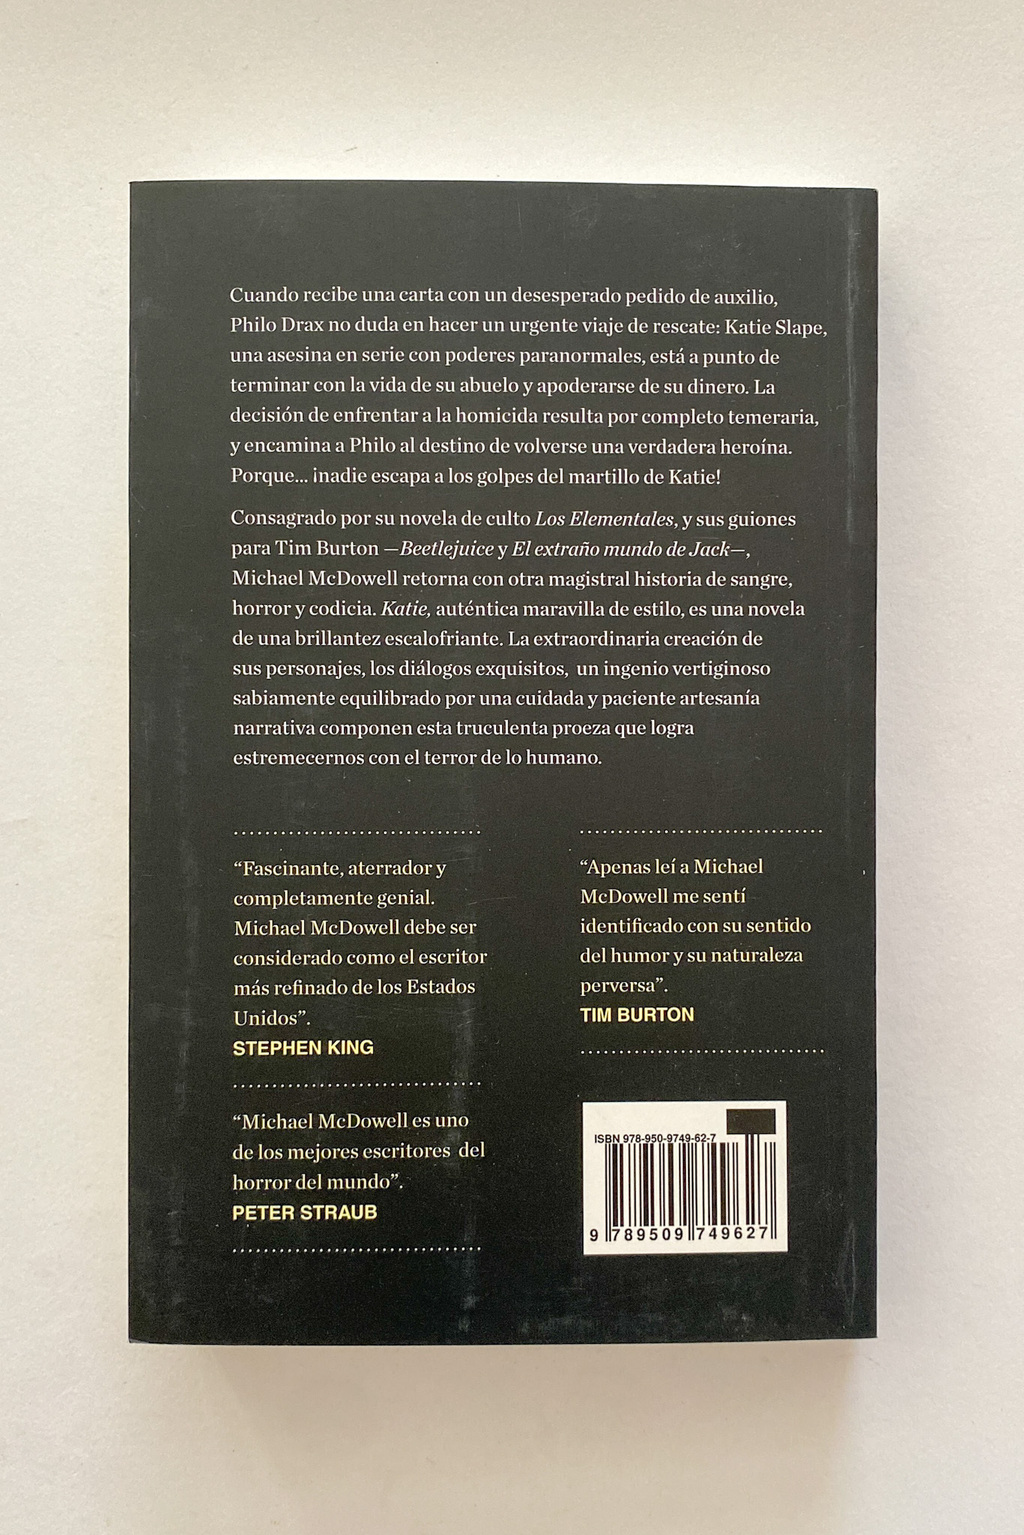 Cuando recibe una carta con un desesperado pedido de auxilio,
Philo Drax no duda en hacer un urgente viaje de rescate: Katie Slape,
una asesina en serie con poderes paranormales, está a punto de
terminar con la vida de su abuelo y apoderarse de su dinero. La
decisión de enfrentar a la homicida resulta por completo temeraria,
y encamina a Philo al destino de volverse una verdadera heroína.
Porque... ¡nadie escapa a los golpes del martillo de Katie!
Consagrado por su novela de culto Los Elementales, y sus guiones
para Tim Burton —Beetlejuice y El extraño mundo de Jack—,
Michael McDowell retorna con otra magistral historia de sangre,
horror y codicia. Katie, auténtica maravilla de estilo, es una novela
de una brillantez escalofriante. La extraordinaria creación de
sus personajes, los diálogos exquisitos, un ingenio vertiginoso
sabiamente equilibrado por una cuidada y paciente artesanía
narrativa componen esta truculenta proeza que logra
estremecernos con el terror de lo humano.
“Fascinante, aterrador y
completamente genial.
Michael McDowell debe ser
considerado como el escritor
más refinado de los Estados
Unidos”.
STEPHEN KING
“Michael McDowell es uno
de los mejores escritores del
horror del mundo”.
PETER STRAUB
“Apenas leí a Michael
McDowell me sentí
identificado con su sentido
del humor y su naturaleza
perversa”.
TIM BURTON
ISBN 978-950-9749-62-7
9 789509 749627